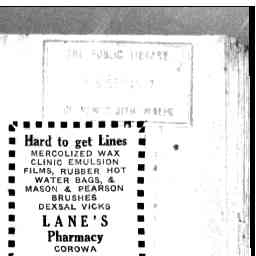 THE PUBLIC LIBRARY
Hard to get Lines
MERCOLIZED WAX
CLINIC EMULSION
FILMS, RUBBER HOT
WATER BAGS, &
MASON & PEARSON
BRUSHES
DEXSAL VICKS
LANE'S
Pharmacy
COROWA